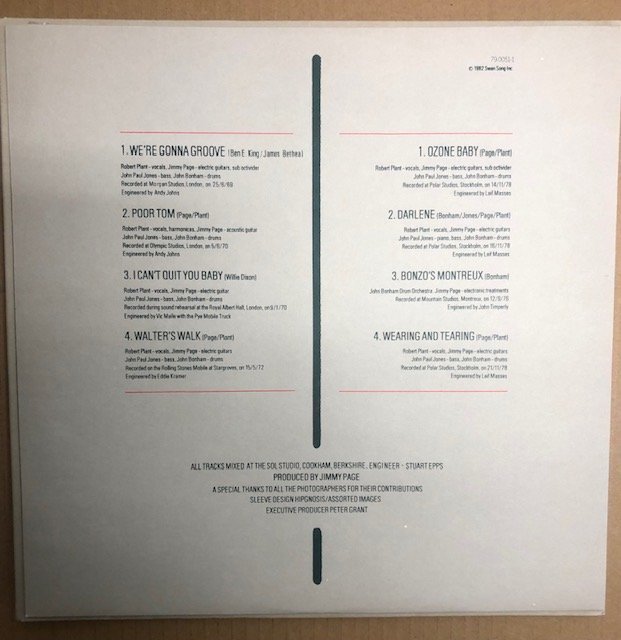 79 0051-1
© 1982 Swan Song Inc
1. WE'RE GONNA GROOVE (Ben E. King / James Bethea)
Robert Plant - vocals, Jimmy Page - electric guitars, sub octivider
John Paul Jones - bass, John Bonham - drums
Recorded at Morgan Studios, London, on 25/6/69
Engineered by Andy Johns
2. POOR TOM (Page/Plant)
Robert Plant - vocals, harmonicas, Jimmy Page - acoustic guitar
John Paul Jones - bass, John Bonham - drums
Recorded at Olympic Studios, London, on 5/6/70
Engineered by Andy Johns
3. I CAN'T QUIT YOU BABY (Willie Dixon)
Robert Plant - vocals, Jimmy Page - electric guitar
John Paul Jones - bass, John Bonham - drums
Recorded during sound rehearsal at the Royal Albert Hall, London, on 9/1/70
Engineered by Vic Maile with the Pye Mobile Truck
4. WALTER'S WALK (Page/Plant)
Robert Plant - vocals, Jimmy Page - electric guitars
John Paul Jones - bass, John Bonham - drums
Recorded on the Rolling Stones Mobile at Stargroves, on 15/5/72
Engineered by Eddie Kramer
1. OZONE BABY (Page/Plant)
Robert Plant - vocals, Jimmy Page - electric guitars, sub octivider
John Paul Jones - bass, John Bonham - drums
Recorded at Polar Studios, Stockholm, on 14/11/78
Engineered by Leif Masses
2. DARLENE (Bonham/Jones/Page/Plant)
Robert Plant - vocals, Jimmy Page - electric guitars
John Paul Jones - piano, bass, John Bonham - drums
Recorded at Polar Studios, Stockholm, on 16/11/78
Engineered by Leif Masses
3. BONZO'S MONTREUX (Bonham)
John Bonham Drum Orchestra. Jimmy Page - electronic treatments
Recorded at Mountain Studios, Montreux, on 12/9/76
Engineered by John Timperly
4. WEARING AND TEARING (Page/Plant)
Robert Plant - vocals, Jimmy Page - electric guitars
John Paul Jones - bass, John Bonham - drums
Recorded at Polar Studios, Stockholm, on 21/11/78
Engineered by Leif Masses
ALL TRACKS MIXED AT THE SOL STUDIO, COOKHAM, BERKSHIRE. ENGINEER - STUART EPPS
PRODUCED BY JIMMY PAGE
A SPECIAL THANKS TO ALL THE PHOTOGRAPHERS FOR THEIR CONTRIBUTIONS
SLEEVE DESIGN HIPGNOSIS/ASSORTED IMAGES
EXECUTIVE PRODUCER PETER GRANT